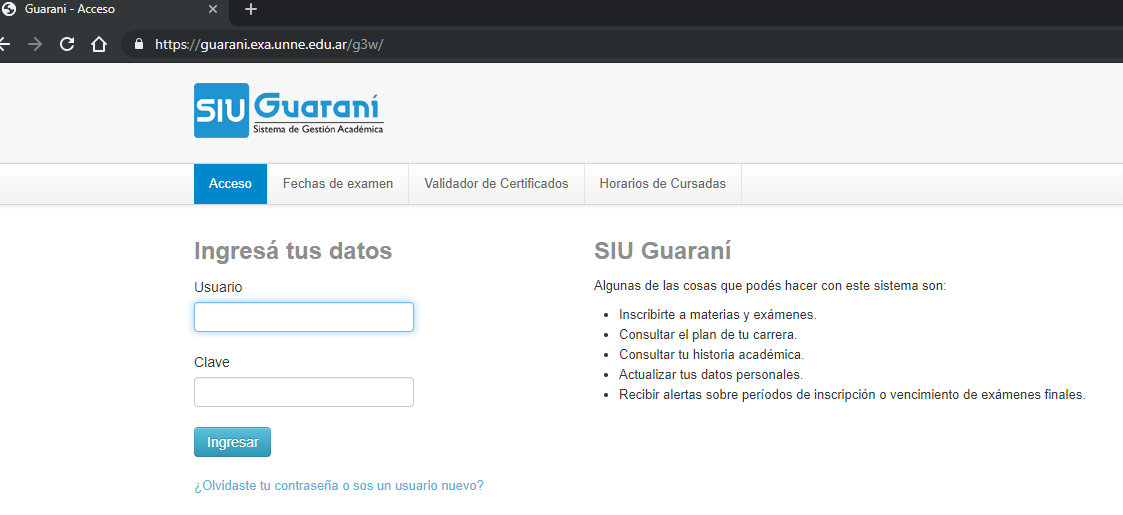 Guarani - Acceso
https://guarani.exa.unne.edu.ar/g3w/
SIU Guaraní
Sistema de Gestión Académica
Acceso Fechas de examen Validador de Certificados Horarios de Cursadas
Ingresá tus datos
Usuario
Clave
Ingresar
¿Olvidaste tu contraseña o sos un usuario nuevo?
SIU Guaraní
Algunas de las cosas que podés hacer con este sistema son:
Inscribirte a materias y exámenes.
Consultar el plan de tu carrera.
Consultar tu historia académica.
Actualizar tus datos personales.
Recibir alertas sobre períodos de inscripción o vencimiento de exámenes finales.